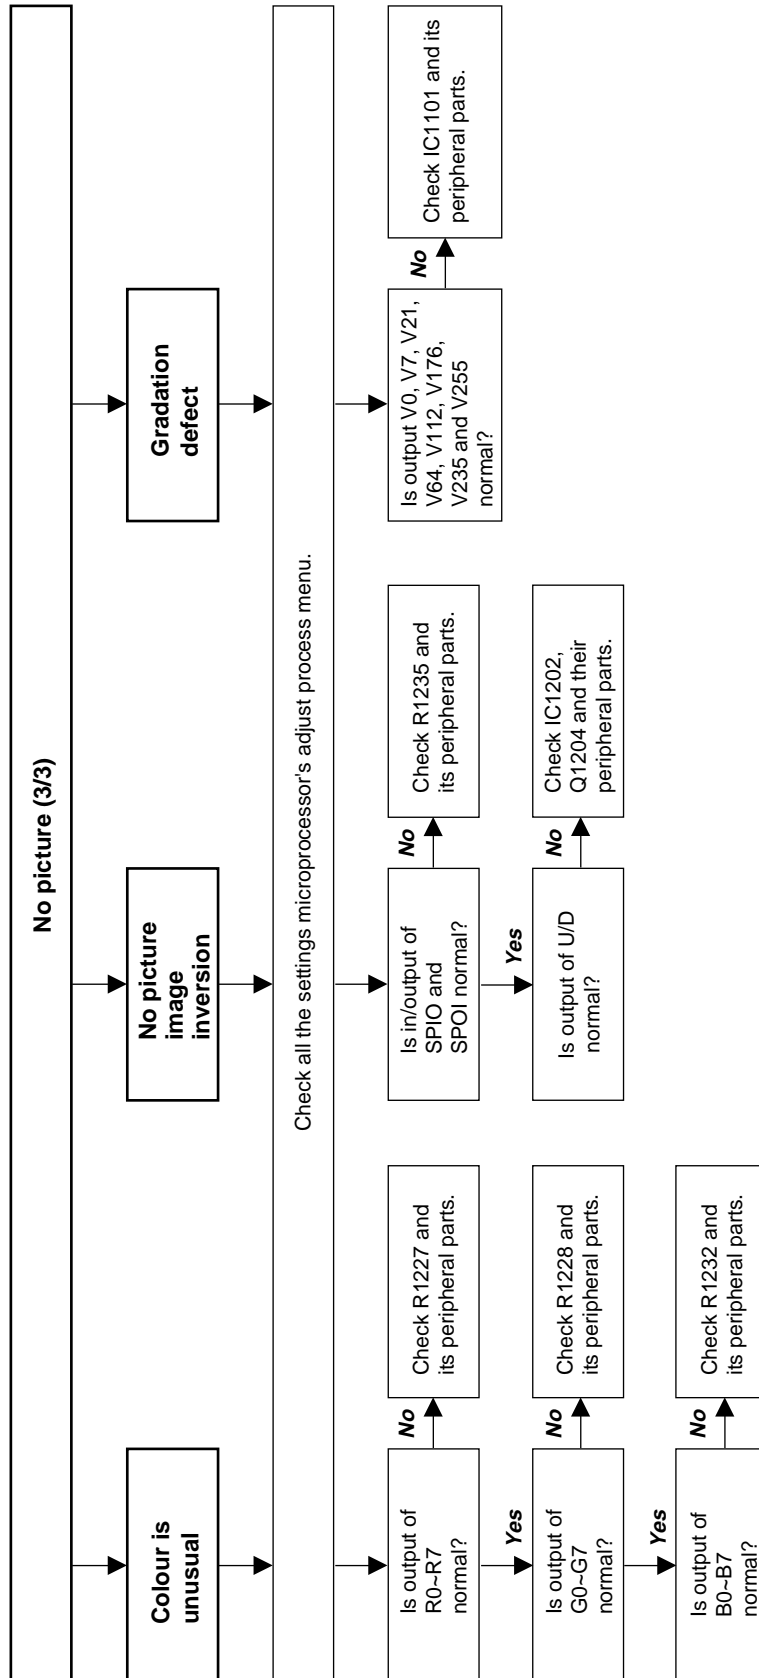 No picture (3/3)
Colour is
unusual
No picture
image
inversion
Gradation
defect
Check all the settings microprocessor's adjust process menu.
Is output of
R0~R7
normal?
No
Check R1227 and
its peripheral parts.
Yes
Is output of
G0~G7
normal?
No
Check R1228 and
its peripheral parts.
Yes
Is output of
B0~B7
normal?
No
Check R1232 and
its peripheral parts.
Is in/output of
SPIO and
SPOI normal?
No
Check R1235 and
its peripheral parts.
Yes
Is output of U/D
normal?
No
Check IC1202,
Q1204 and their
peripheral parts.
Is output V0, V7, V21,
V64, V112, V176,
V235 and V255
normal?
No
Check IC1101 and its
peripheral parts.